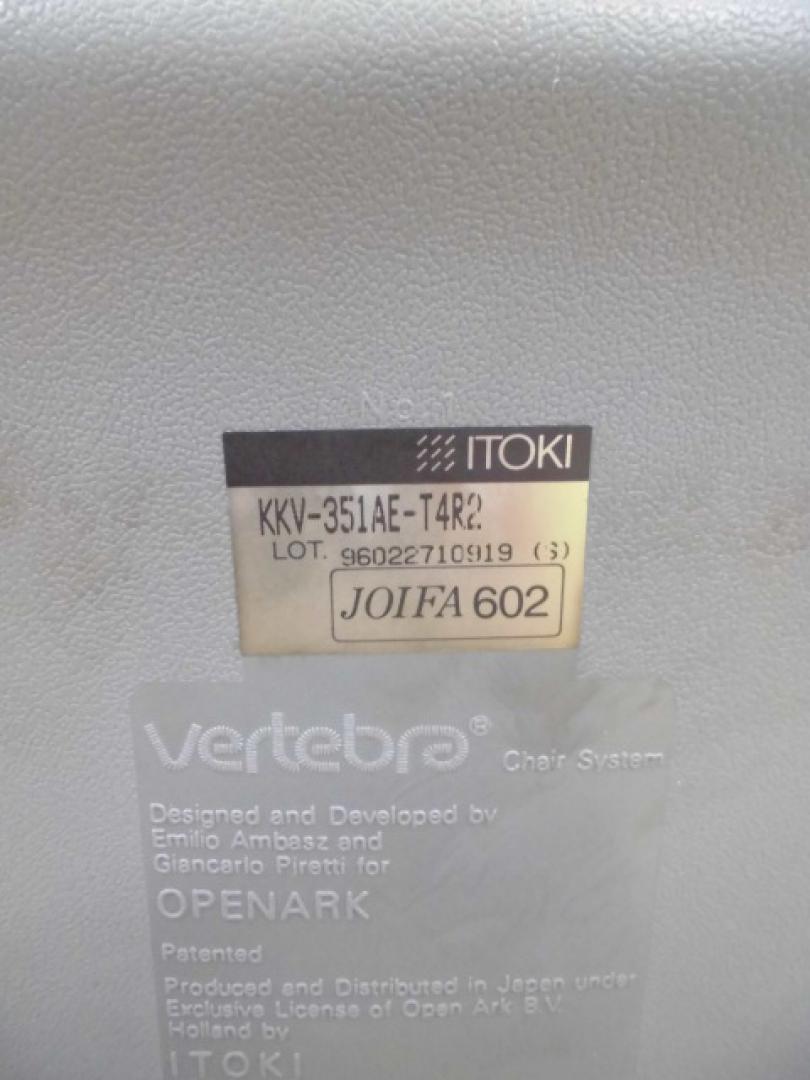 No.1
ITOKI
KKV-351AE-T4R2
LOT. 96022710919 (S)
JOIFA 602
vertebra® Chair System
Designed and Developed by
Emilio Ambasz and
Giancarlo Piretti for
OPENARK
Patented
Produced and Distributed in Japan under
Exclusive License of Open Ark B.V.
Holland by
ITOKI